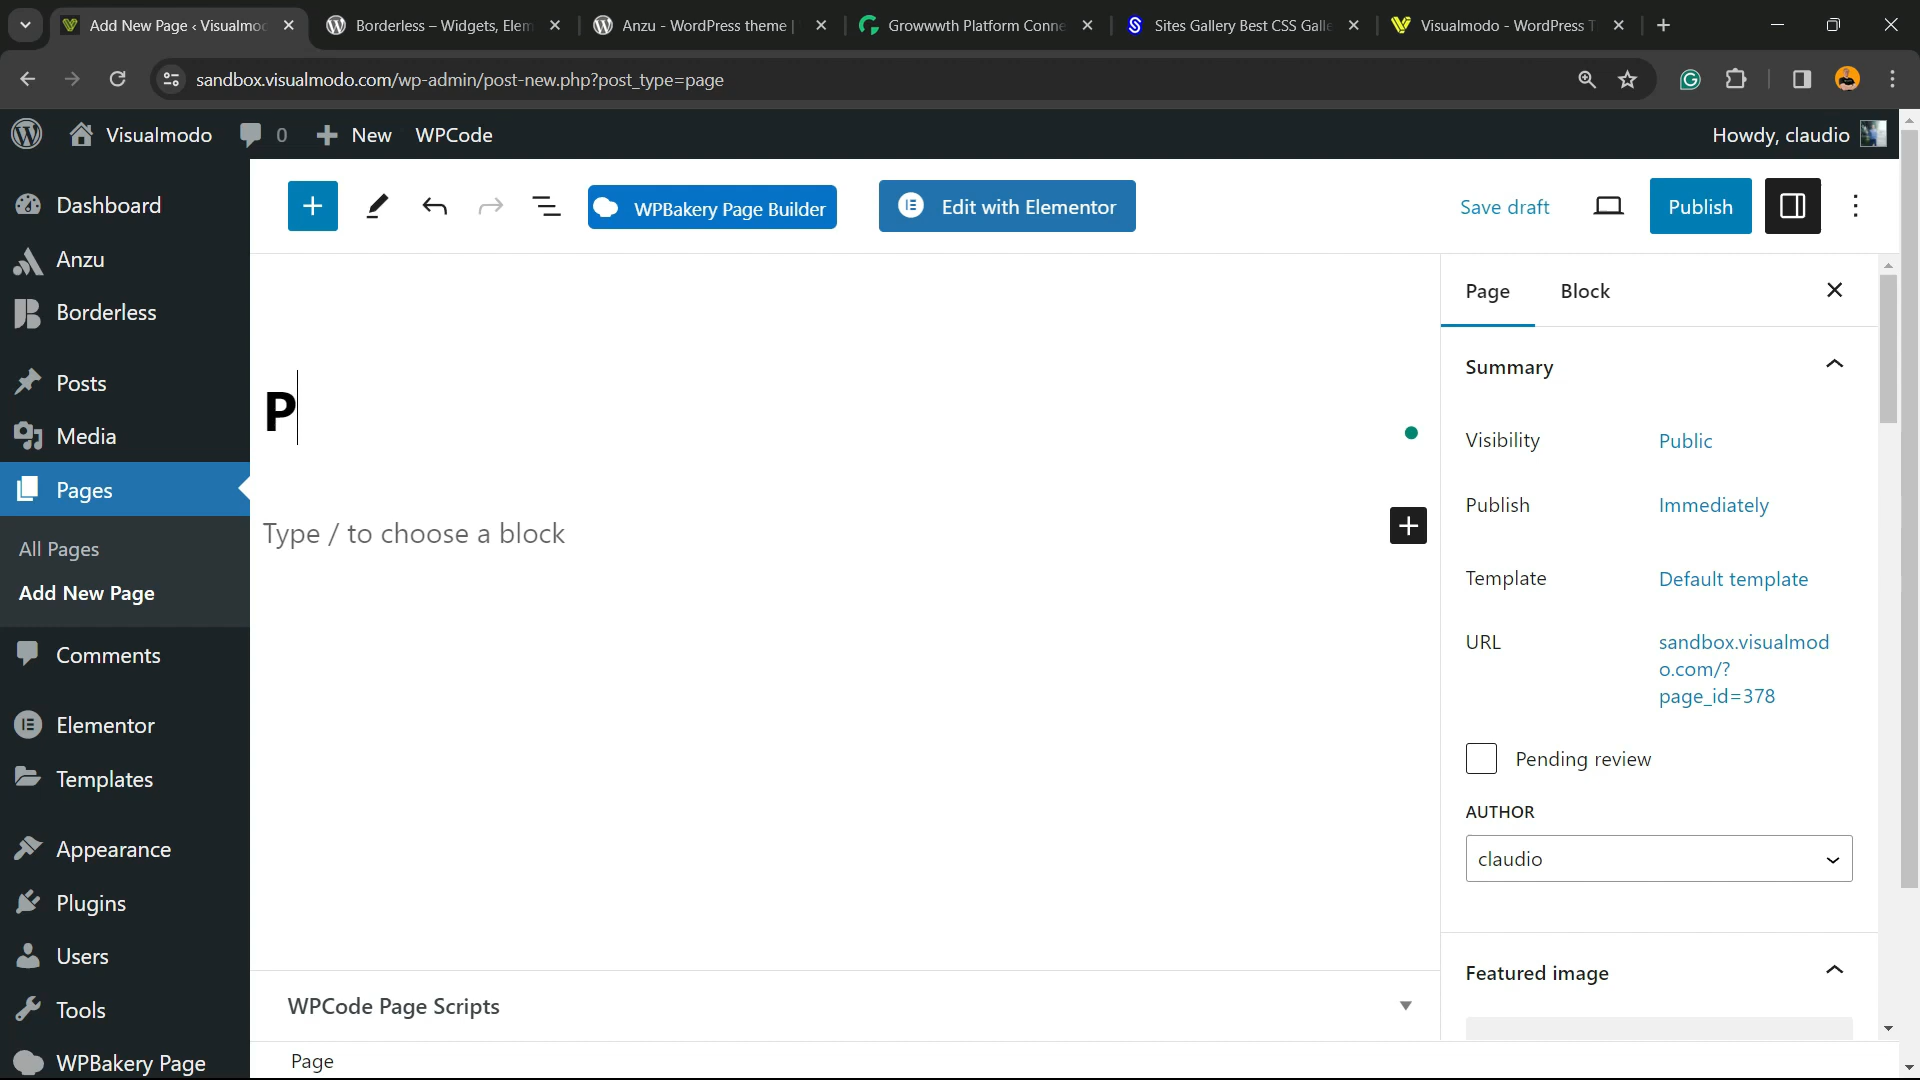 Add New Page ‹ Visualmo
Borderless – Widgets, Elem
Anzu - WordPress theme |
Growwwth Platform Conne
Sites Gallery Best CSS Galle
Visualmodo - WordPress T
sandbox.visualmodo.com/wp-admin/post-new.php?post_type=page
Visualmodo
0
New
WPCode
Howdy, claudio
Dashboard
Anzu
Borderless
Posts
Media
Pages
All Pages
Add New Page
Comments
Elementor
Templates
Appearance
Plugins
Users
Tools
WPBakery Page
WPBakery Page Builder
Edit with Elementor
Save draft
Publish
P
Type / to choose a block
WPCode Page Scripts
Page
Page
Block
Summary
Visibility
Public
Publish
Immediately
Template
Default template
URL
sandbox.visualmod
o.com/?
page_id=378
Pending review
AUTHOR
claudio
Featured image